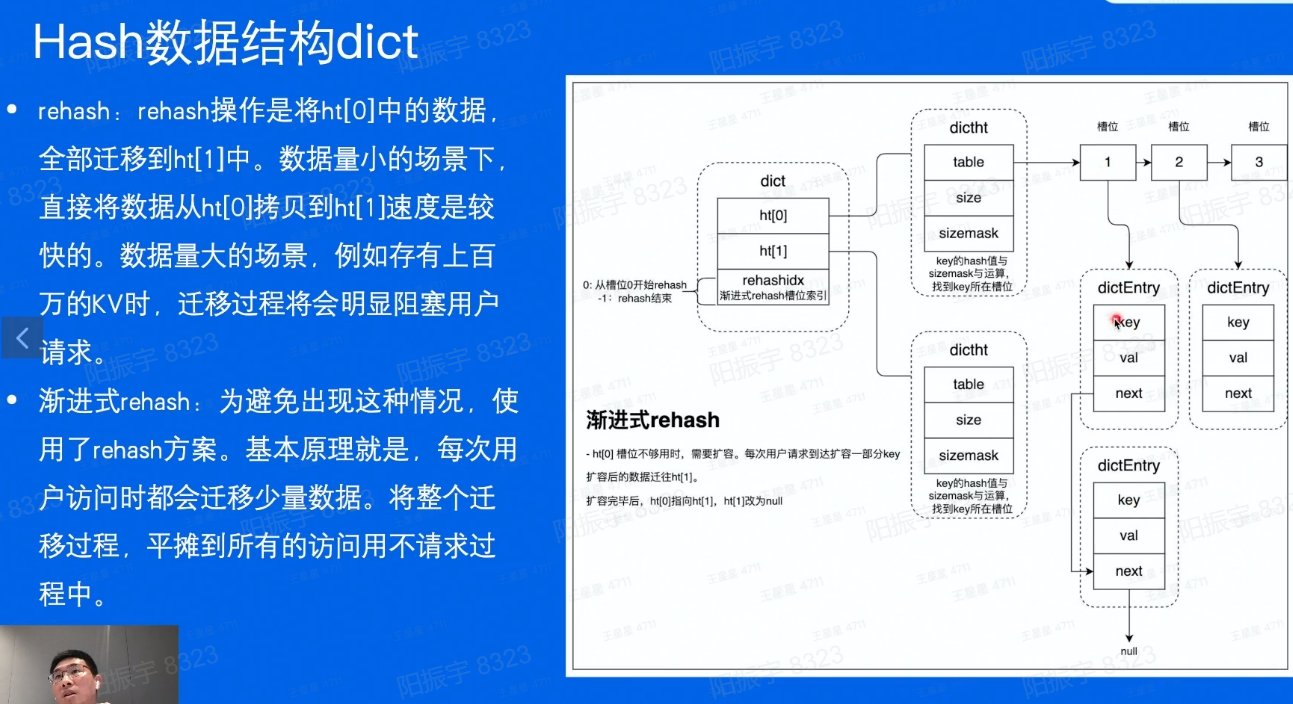 Hash数据结构dict
• rehash：rehash操作是将ht[0]中的数据，
全部迁移到ht[1]中。数据量小的场景下，
直接将数据从ht[0]拷贝到ht[1]速度是较
快的。数据量大的场景，例如存有上百
万的KV时，迁移过程将会明显阻塞用户
请求。
• 渐进式rehash：为避免出现这种情况，使
用了rehash方案。基本原理就是，每次用
户访问时都会迁移少量数据。将整个迁
移过程，平摊到所有的访问用不请求过
程中。
dict
ht[0]
ht[1]
rehashidx
渐进式rehash槽位索引
0: 从槽位0开始rehash
-1：rehash结束
dictht
table
size
sizemask
key的hash值与
sizemask与运算，
找到key所在槽位
dictht
table
size
sizemask
key的hash值与
sizemask与运算，
找到key所在槽位
槽位
槽位
槽位
1
2
3
dictEntry
key
val
next
dictEntry
key
val
next
dictEntry
key
val
next
null
渐进式rehash
- ht[0] 槽位不够用时，需要扩容。每次用户请求到达扩容一部分key
扩容后的数据迁往ht[1]。
扩容完毕后，ht[0]指向ht[1]，ht[1]改为null
阳振宇 8323
王星星 4711